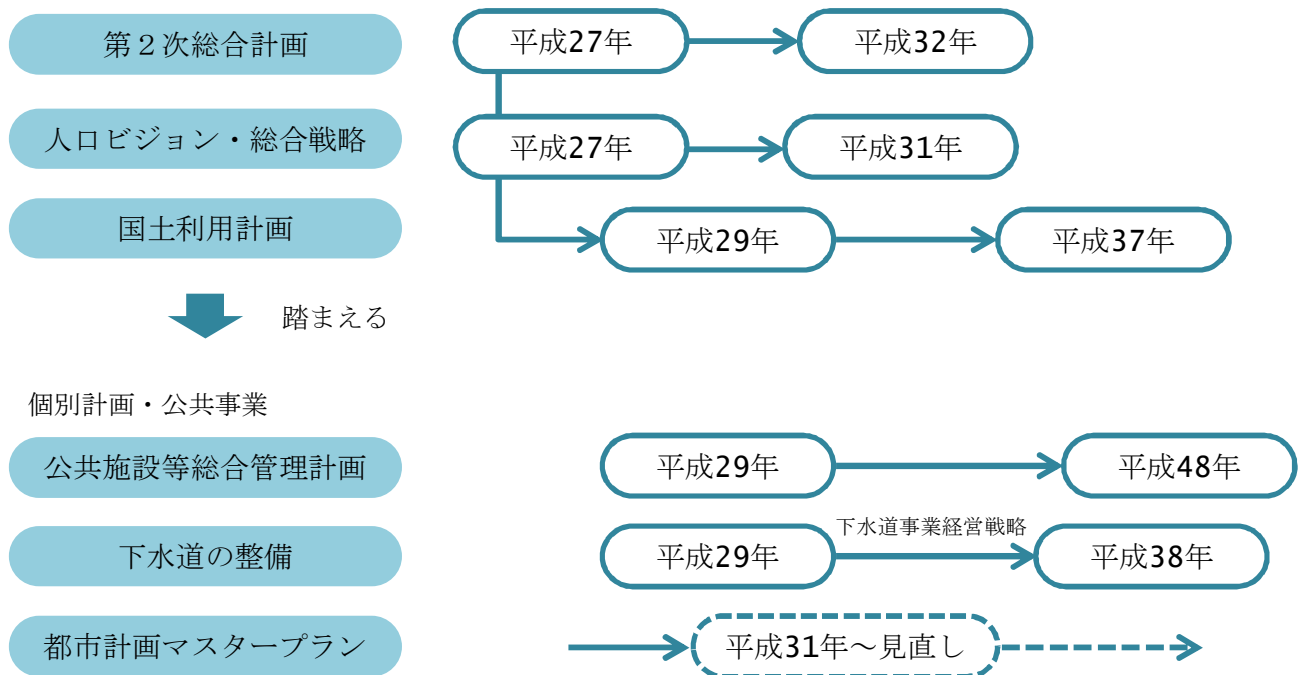 第２次総合計画
平成27年
平成32年
人口ビジョン・総合戦略
平成27年
平成31年
国土利用計画
平成29年
平成37年
踏まえる
個別計画・公共事業
公共施設等総合管理計画
平成29年
平成48年
下水道の整備
平成29年
下水道事業経営戦略
平成38年
都市計画マスタープラン
平成31年～見直し